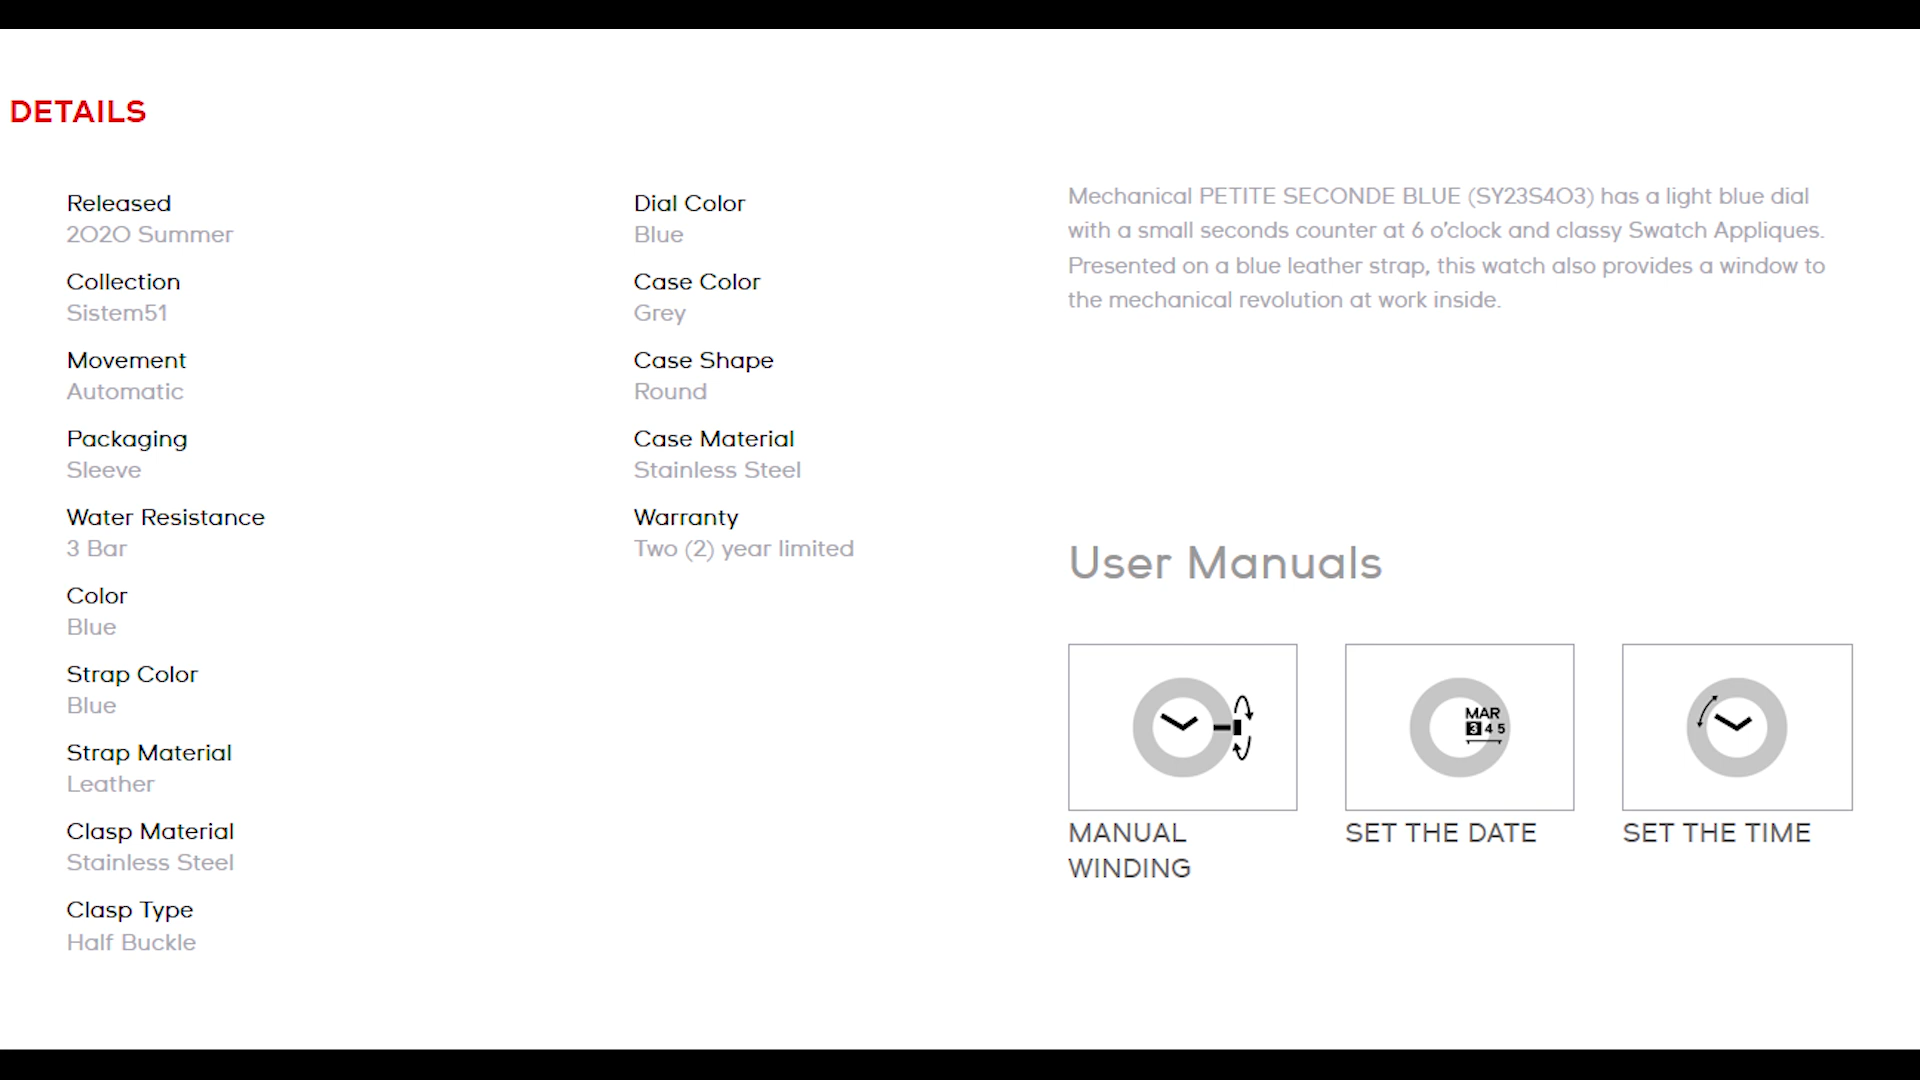 DETAILS
Released
2020 Summer
Collection
Sistem51
Movement
Automatic
Packaging
Sleeve
Water Resistance
3 Bar
Color
Blue
Strap Color
Blue
Strap Material
Leather
Clasp Material
Stainless Steel
Clasp Type
Half Buckle
Dial Color
Blue
Case Color
Grey
Case Shape
Round
Case Material
Stainless Steel
Warranty
Two (2) year limited
Mechanical PETITE SECONDE BLUE (SY23S403) has a light blue dial
with a small seconds counter at 6 o’clock and classy Swatch Appliques.
Presented on a blue leather strap, this watch also provides a window to
the mechanical revolution at work inside.
User Manuals
MAR
3 4 5
MANUAL
WINDING
SET THE DATE
SET THE TIME